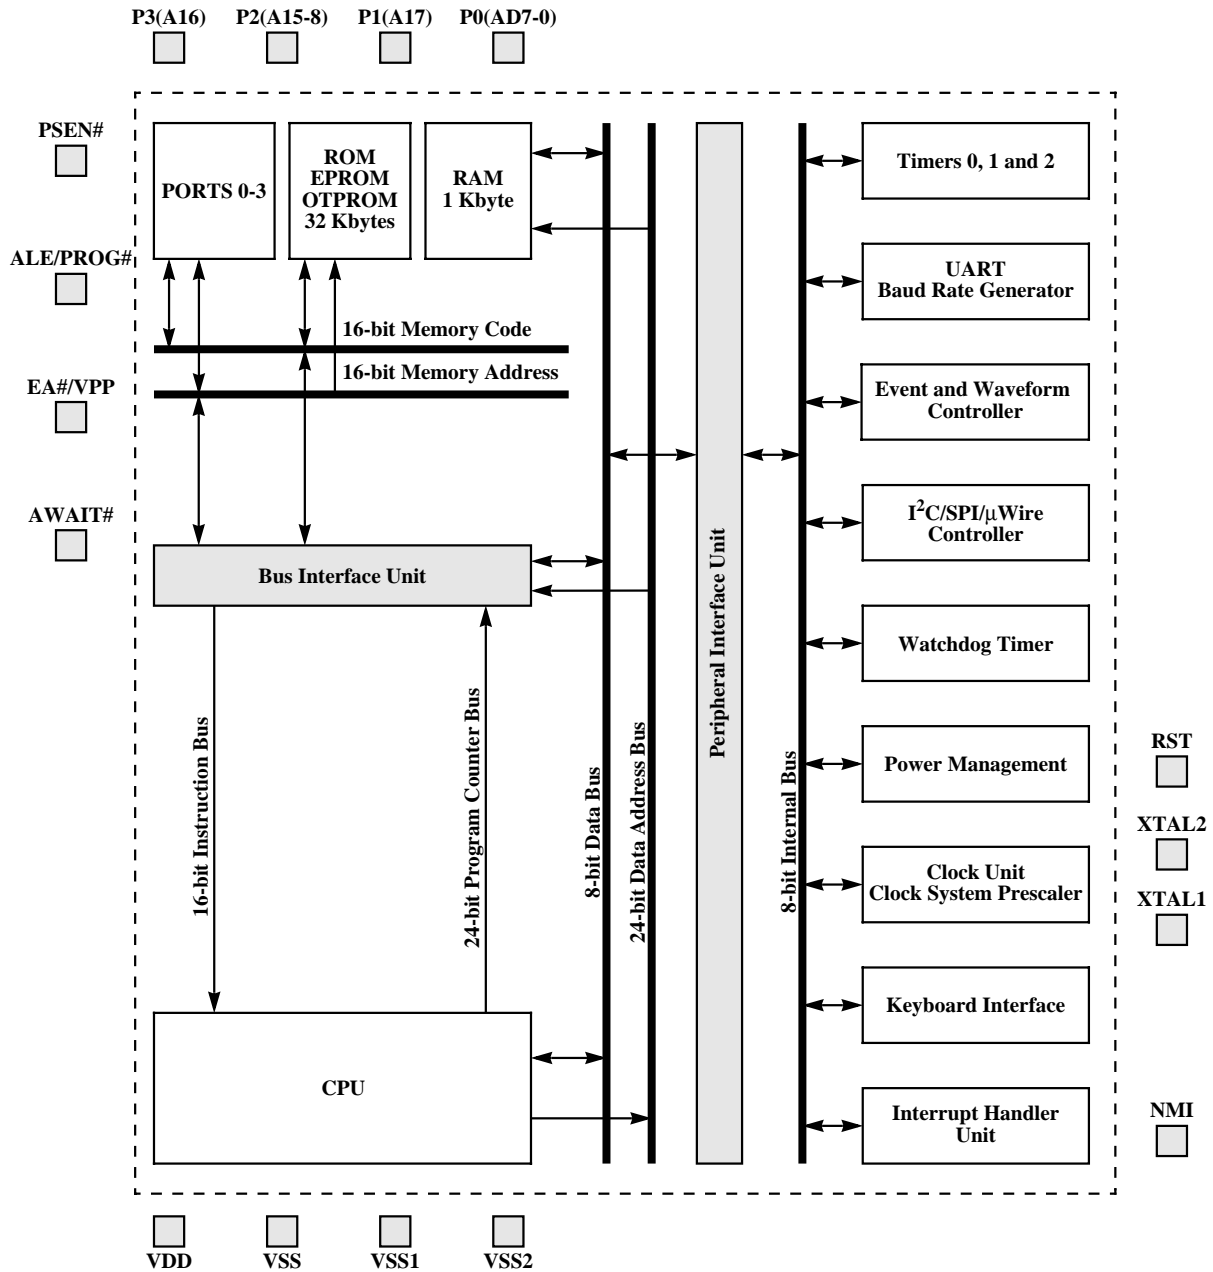 P3(A16) P2(A15-8) P1(A17) P0(AD7-0)
PSEN#
ALE/PROG#
EA#/VPP
AWAIT#
PORTS 0-3
ROM
EPROM
OTPROM
32 Kbytes
RAM
1 Kbyte
16-bit Memory Code
16-bit Memory Address
Bus Interface Unit
16-bit Instruction Bus
24-bit Program Counter Bus
CPU
8-bit Data Bus
24-bit Data Address Bus
Peripheral Interface Unit
8-bit Internal Bus
Timers 0, 1 and 2
UART
Baud Rate Generator
Event and Waveform
Controller
I²C/SPI/µWire
Controller
Watchdog Timer
Power Management
Clock Unit
Clock System Prescaler
Keyboard Interface
Interrupt Handler
Unit
RST
XTAL2
XTAL1
NMI
VDD VSS VSS1 VSS2